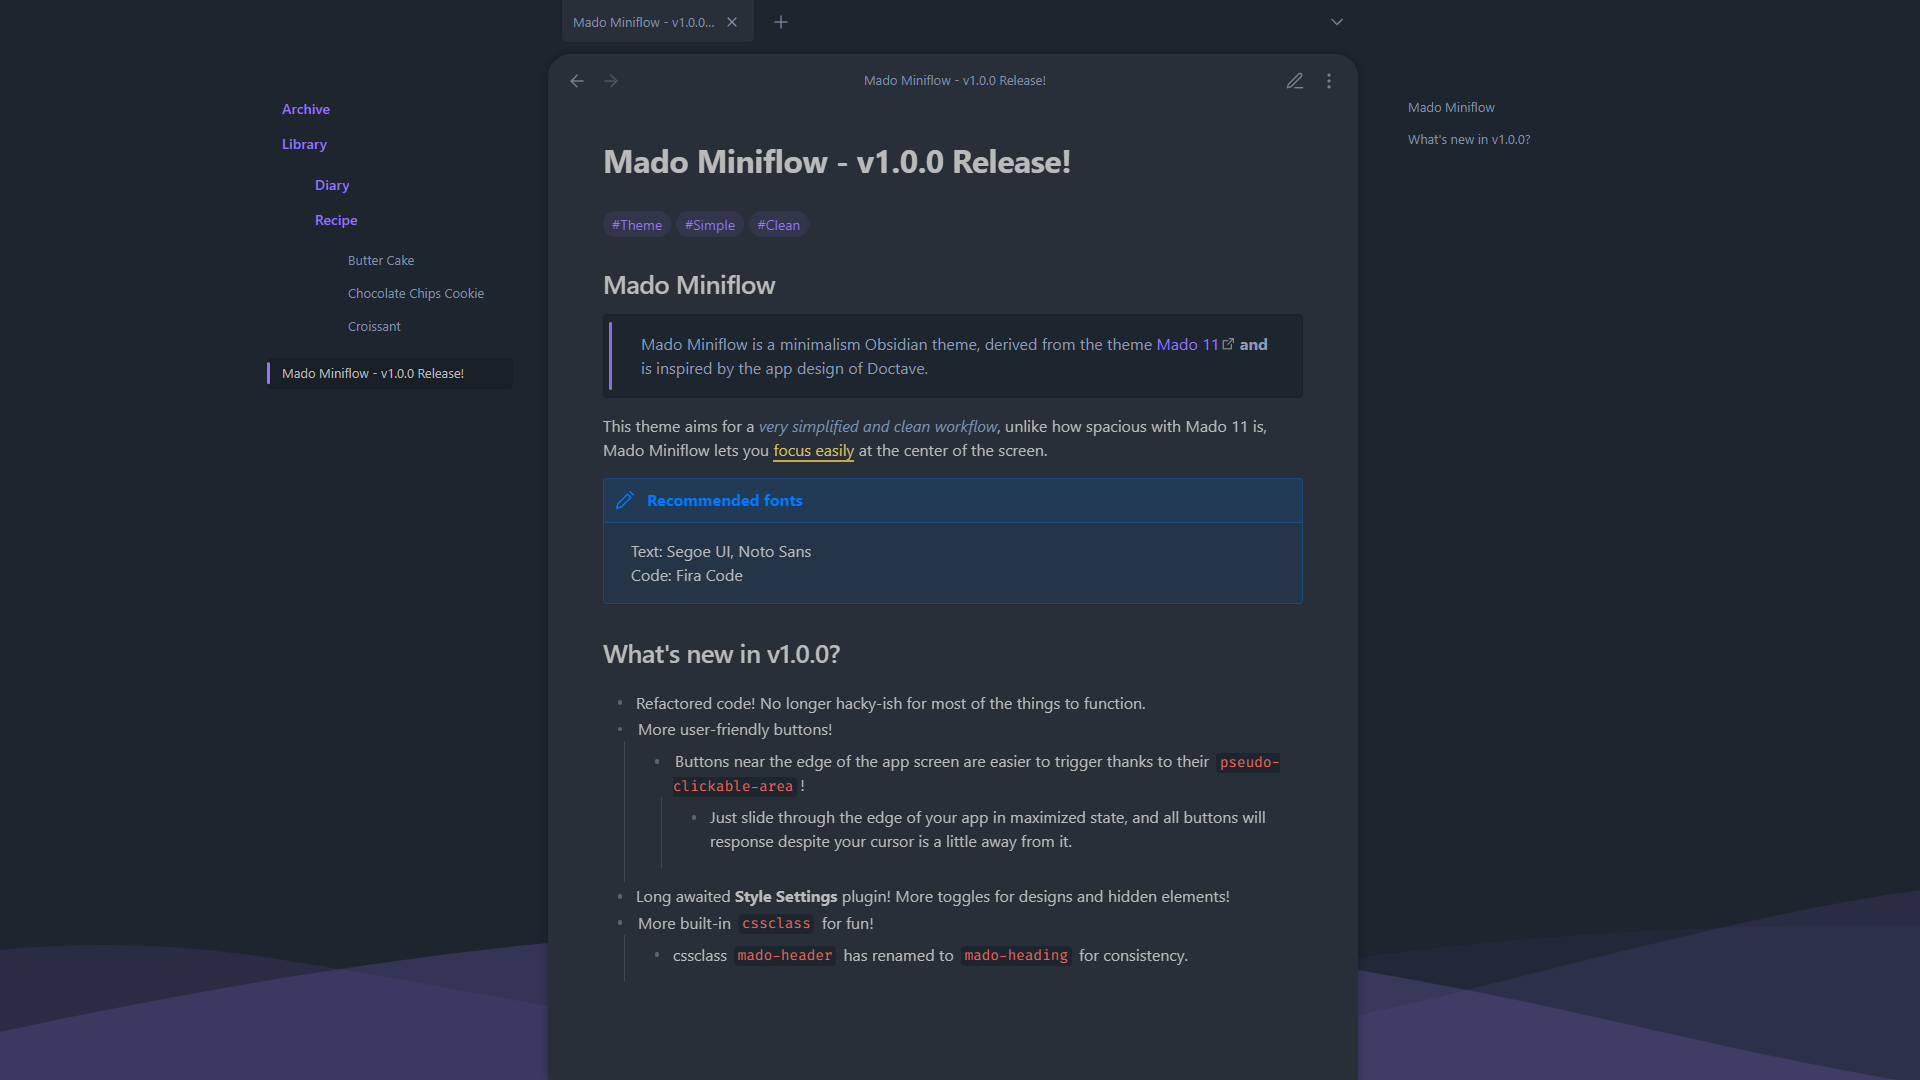 Mado Miniflow - v1.0.0...
Mado Miniflow - v1.0.0 Release!
Archive
Library
Diary
Recipe
Butter Cake
Chocolate Chips Cookie
Croissant
Mado Miniflow - v1.0.0 Release!
Mado Miniflow - v1.0.0 Release!
#Theme #Simple #Clean
Mado Miniflow
Mado Miniflow is a minimalism Obsidian theme, derived from the theme Mado 11 and
is inspired by the app design of Doctave.
This theme aims for a very simplified and clean workflow, unlike how spacious with Mado 11 is,
Mado Miniflow lets you focus easily at the center of the screen.
Recommended fonts
Text: Segoe UI, Noto Sans
Code: Fira Code
What's new in v1.0.0?
Refactored code! No longer hacky-ish for most of the things to function.
More user-friendly buttons!
Buttons near the edge of the app screen are easier to trigger thanks to their pseudo-
clickable-area !
Just slide through the edge of your app in maximized state, and all buttons will
response despite your cursor is a little away from it.
Long awaited Style Settings plugin! More toggles for designs and hidden elements!
More built-in cssclass for fun!
cssclass mado-header has renamed to mado-heading for consistency.
Mado Miniflow
What's new in v1.0.0?